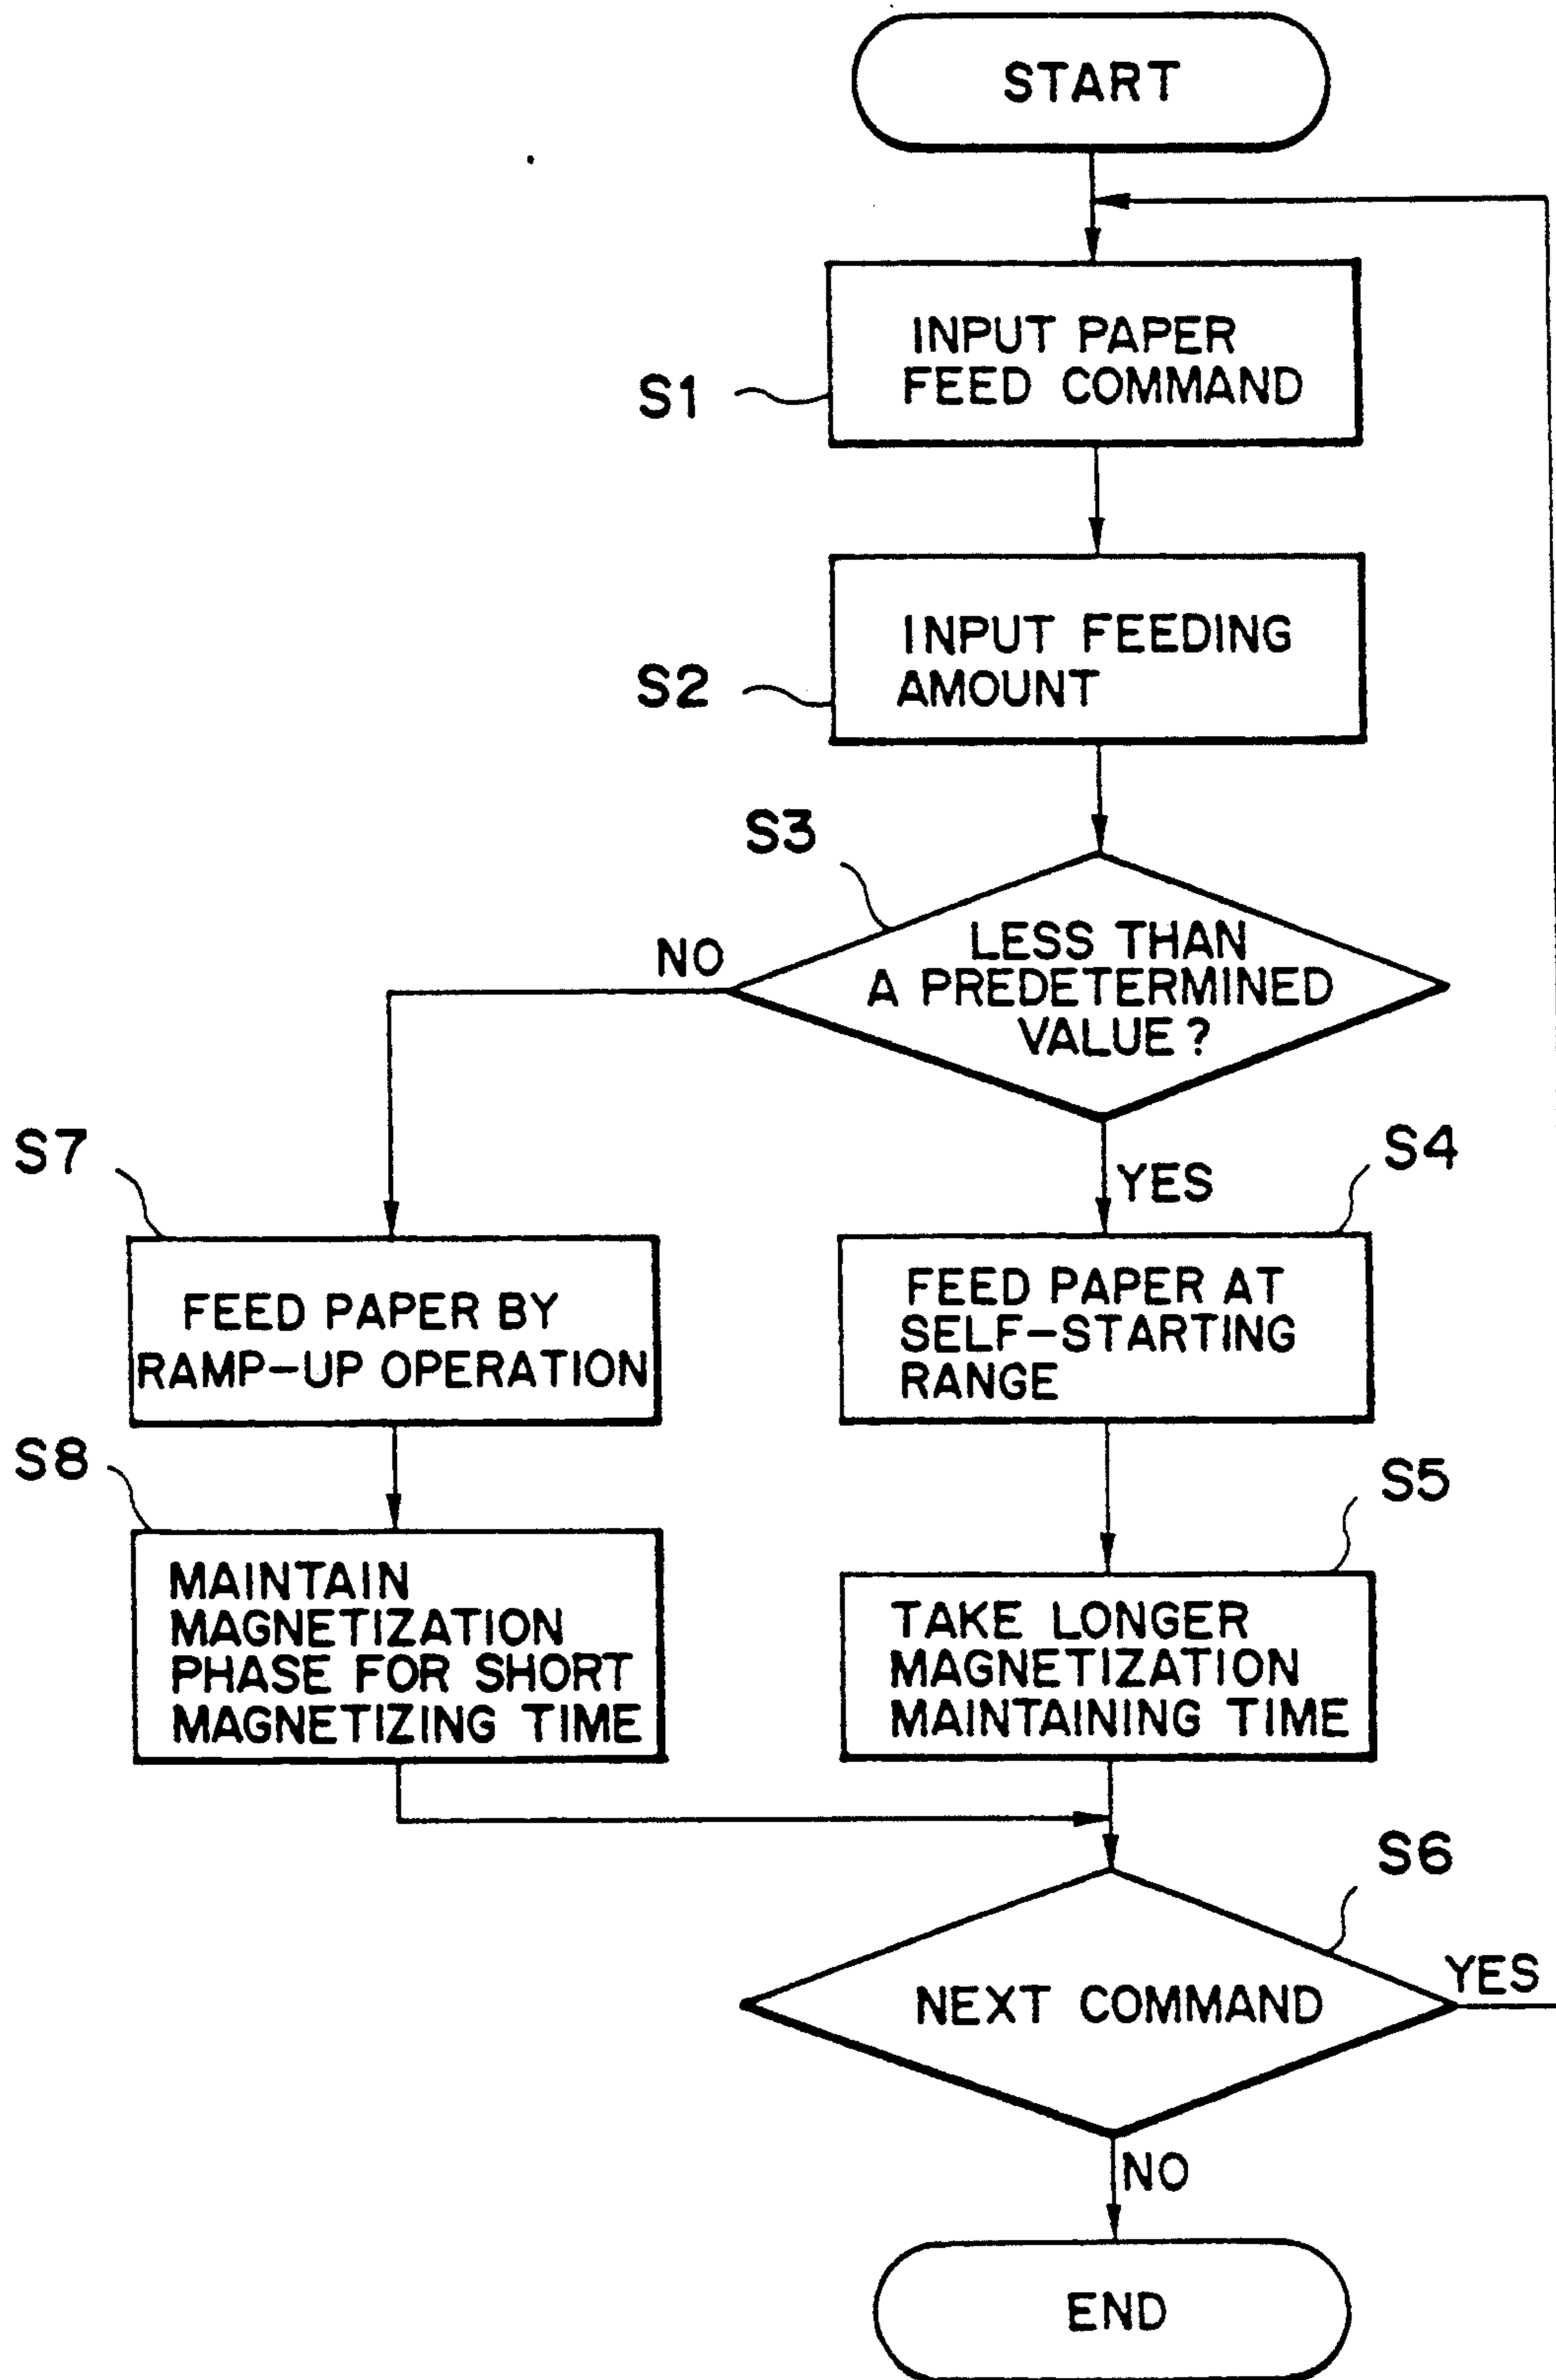 START
INPUT PAPER
FEED COMMAND
S1
INPUT FEEDING
AMOUNT
S2
S3
LESS THAN
A PREDETERMINED
VALUE?
NO
YES
S7
FEED PAPER BY
RAMP-UP OPERATION
S4
FEED PAPER AT
SELF-STARTING
RANGE
S8
MAINTAIN
MAGNETIZATION
PHASE FOR SHORT
MAGNETIZING TIME
S5
TAKE LONGER
MAGNETIZATION
MAINTAINING TIME
S6
NEXT COMMAND
YES
NO
END